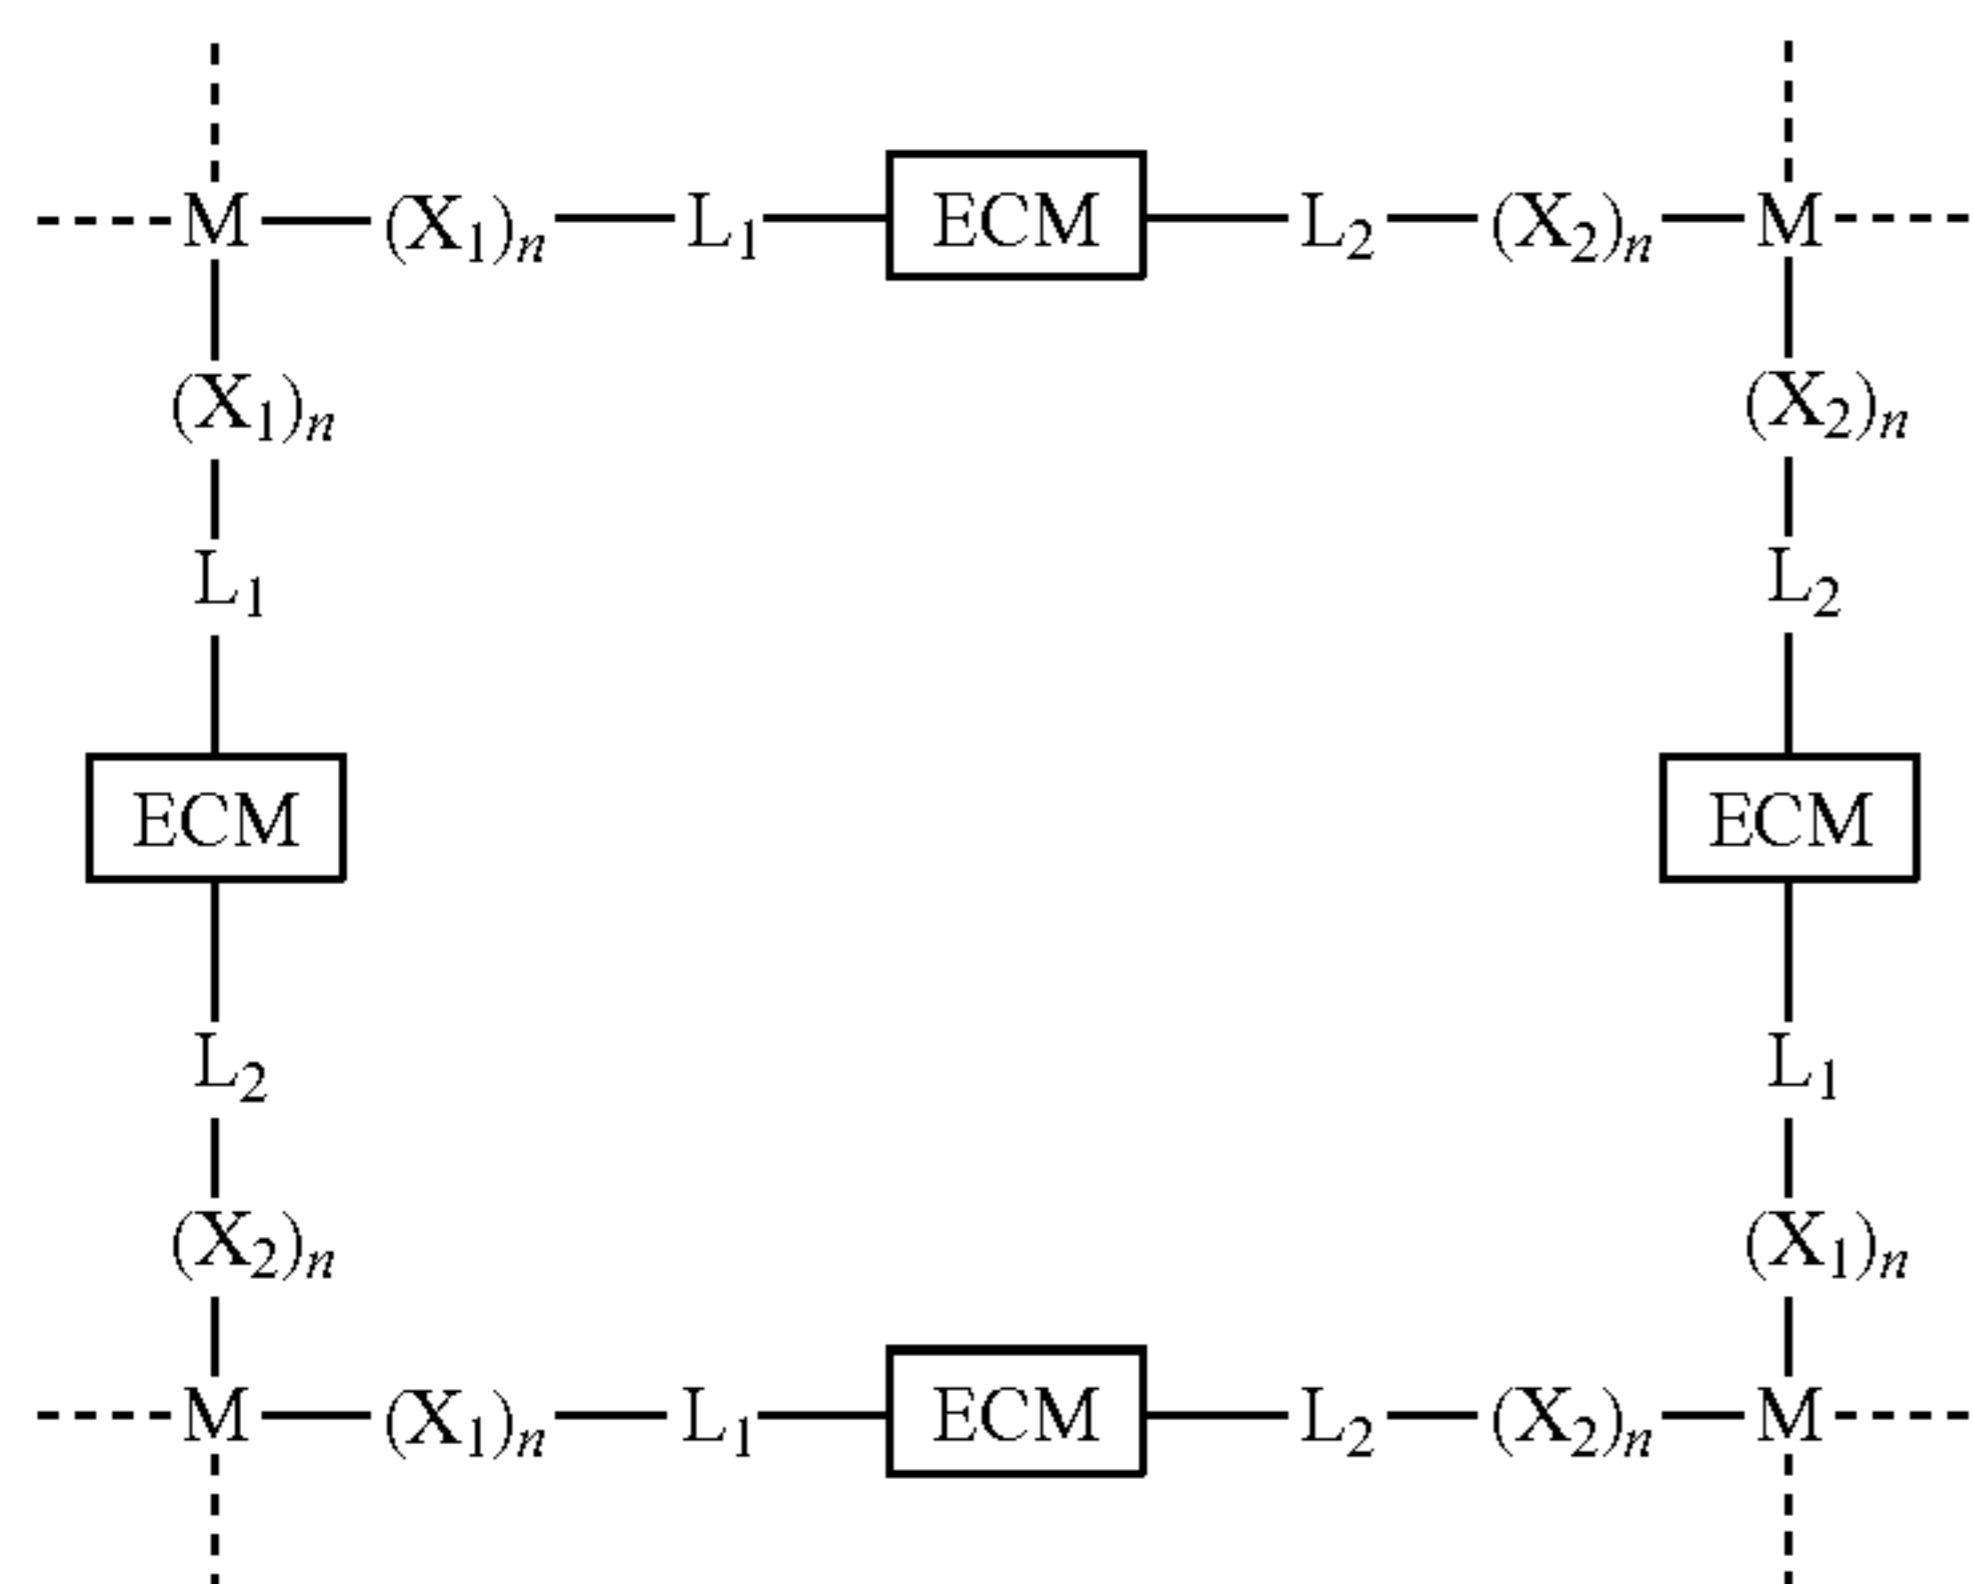 M (X₁)ₙ L₁ ECM L₂ (X₂)ₙ M
(X₁)ₙ (X₂)ₙ
L₁ L₂
ECM ECM
L₂ L₁
(X₂)ₙ (X₁)ₙ
M (X₁)ₙ L₁ ECM L₂ (X₂)ₙ M